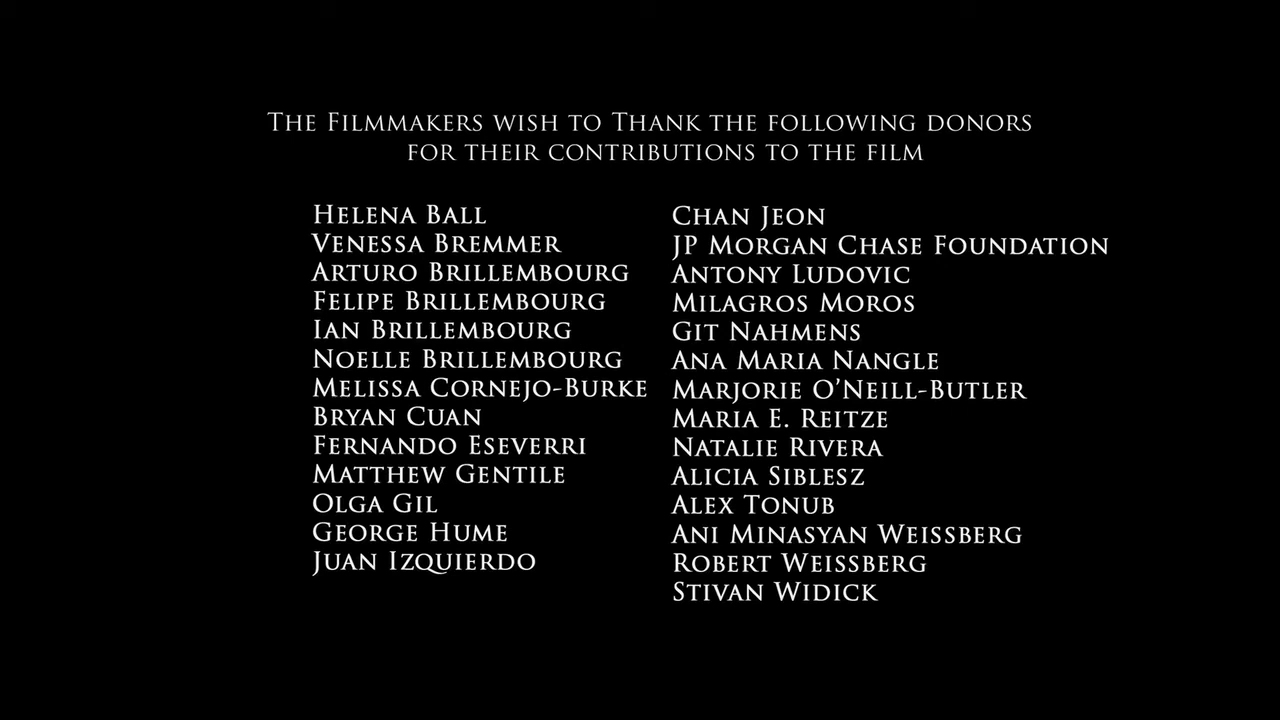 The Filmmakers wish to Thank the following donors
for their contributions to the film
Helena Ball
Venessa Bremmer
Arturo Brillembourg
Felipe Brillembourg
Ian Brillembourg
Noelle Brillembourg
Melissa Cornejo-Burke
Bryan Cuan
Fernando Eseverri
Matthew Gentile
Olga Gil
George Hume
Juan Izquierdo
Chan Jeon
JP Morgan Chase Foundation
Antony Ludovic
Milagros Moros
Git Nahmens
Ana Maria Nangle
Marjorie O'Neill-Butler
Maria E. Reitze
Natalie Rivera
Alicia Siblesz
Alex Tonub
Ani Minasyan Weissberg
Robert Weissberg
Stivan Widick